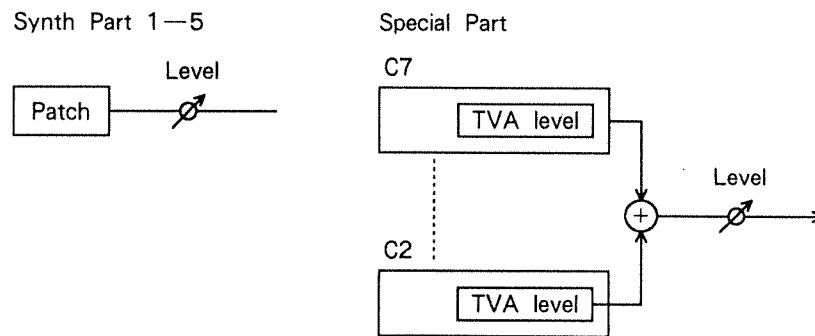 Synth Part 1—5
Level
Patch
Special Part
C7
TVA level
Level
+
C2
TVA level